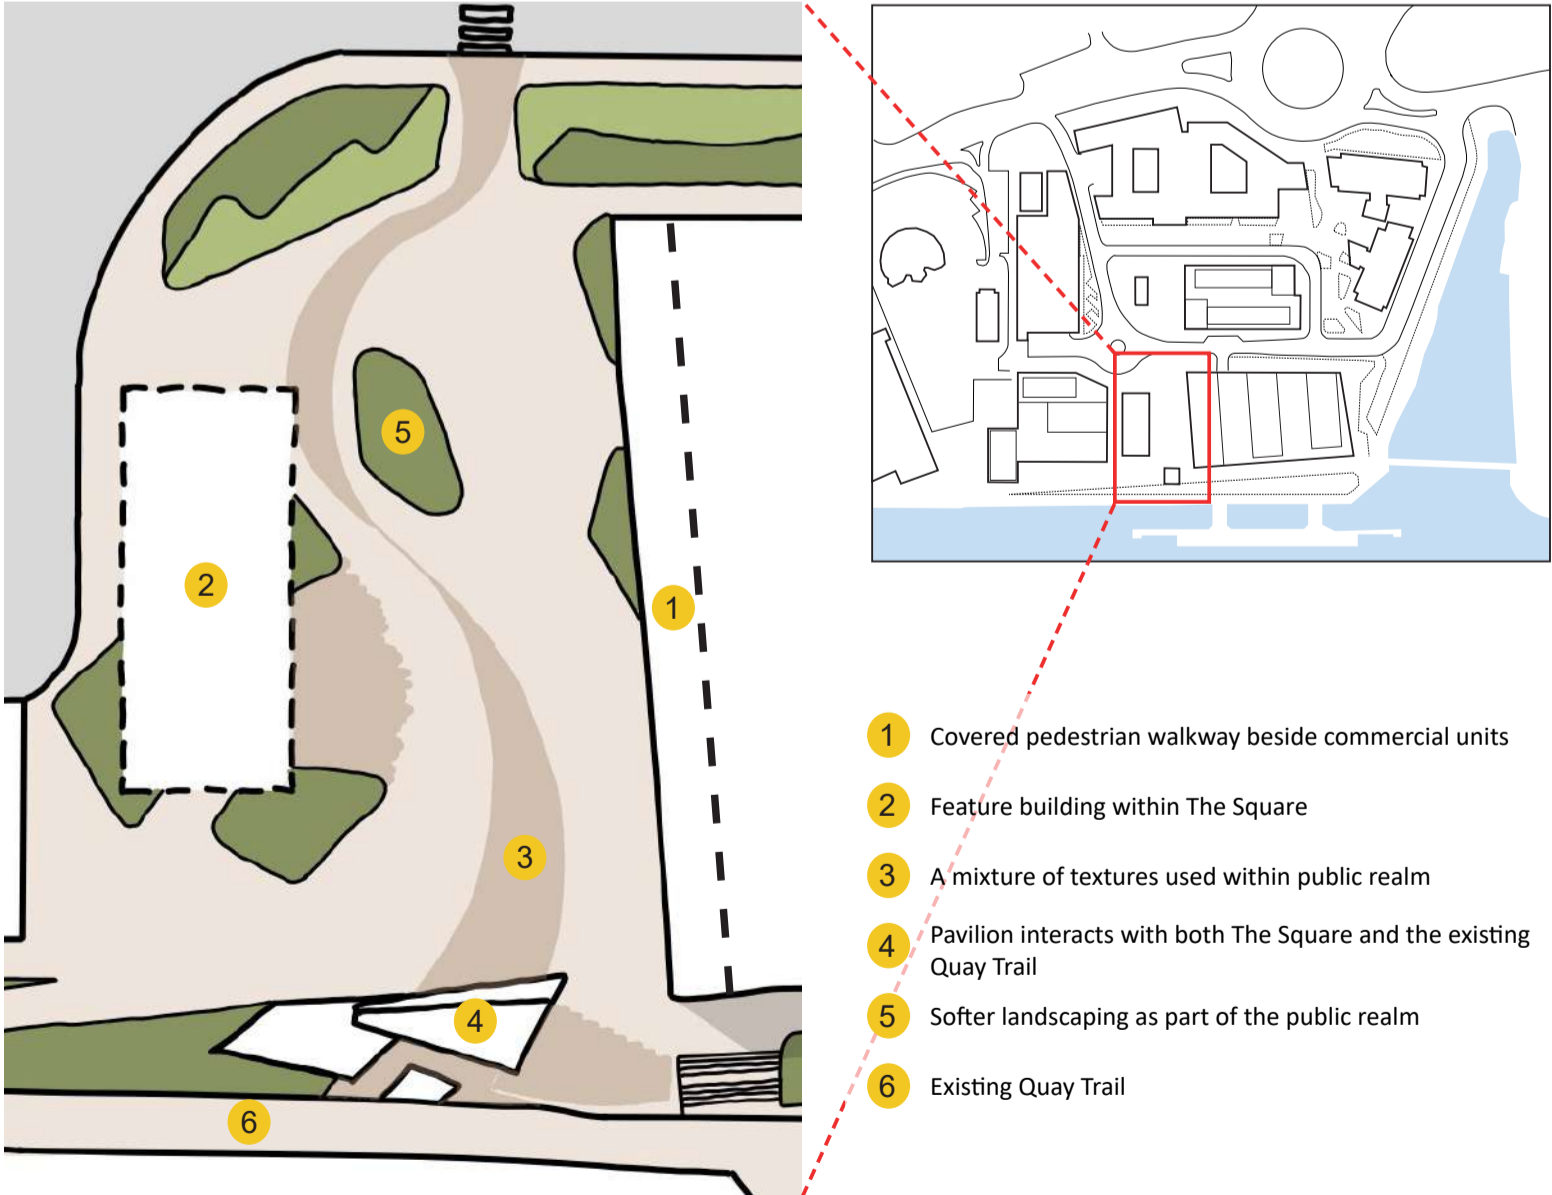 5
2
1
3
4
6
1 Covered pedestrian walkway beside commercial units
2 Feature building within The Square
3 A mixture of textures used within public realm
4 Pavilion interacts with both The Square and the existing
Quay Trail
5 Softer landscaping as part of the public realm
6 Existing Quay Trail